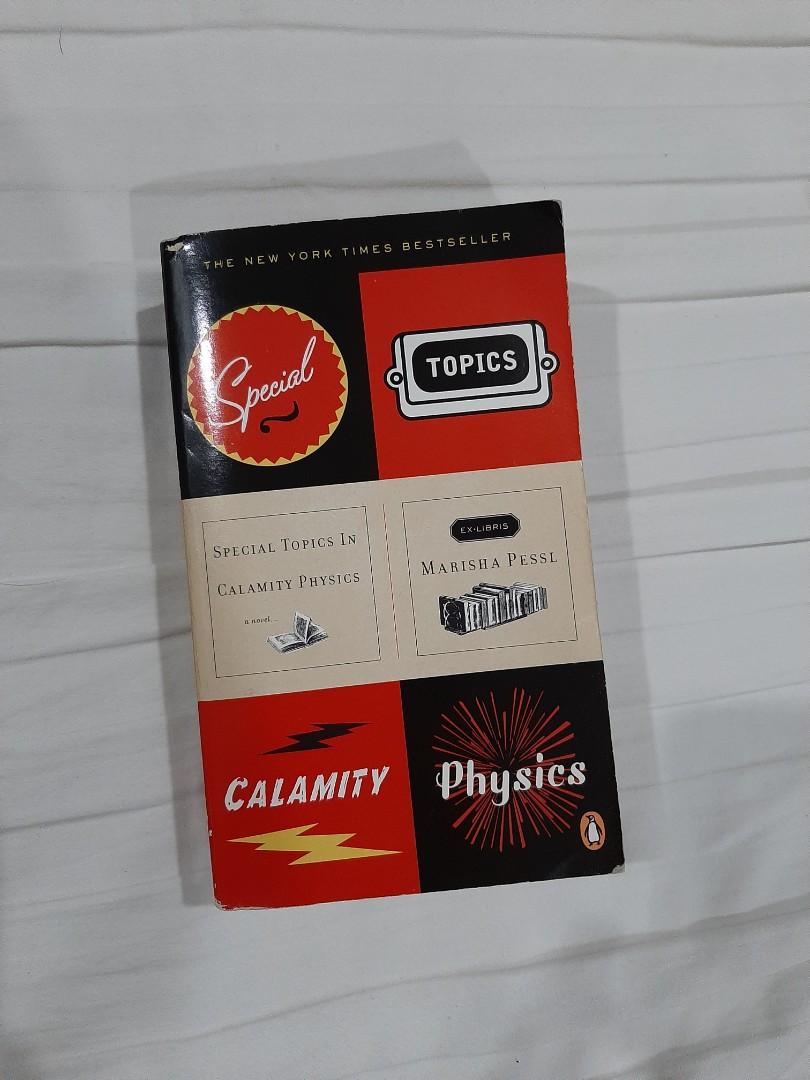 THE NEW YORK TIMES BESTSELLER
Special
TOPICS
SPECIAL TOPICS IN
CALAMITY PHYSICS
a novel...
EX-LIBRIS
MARISHA PESSL
CALAMITY
Physics